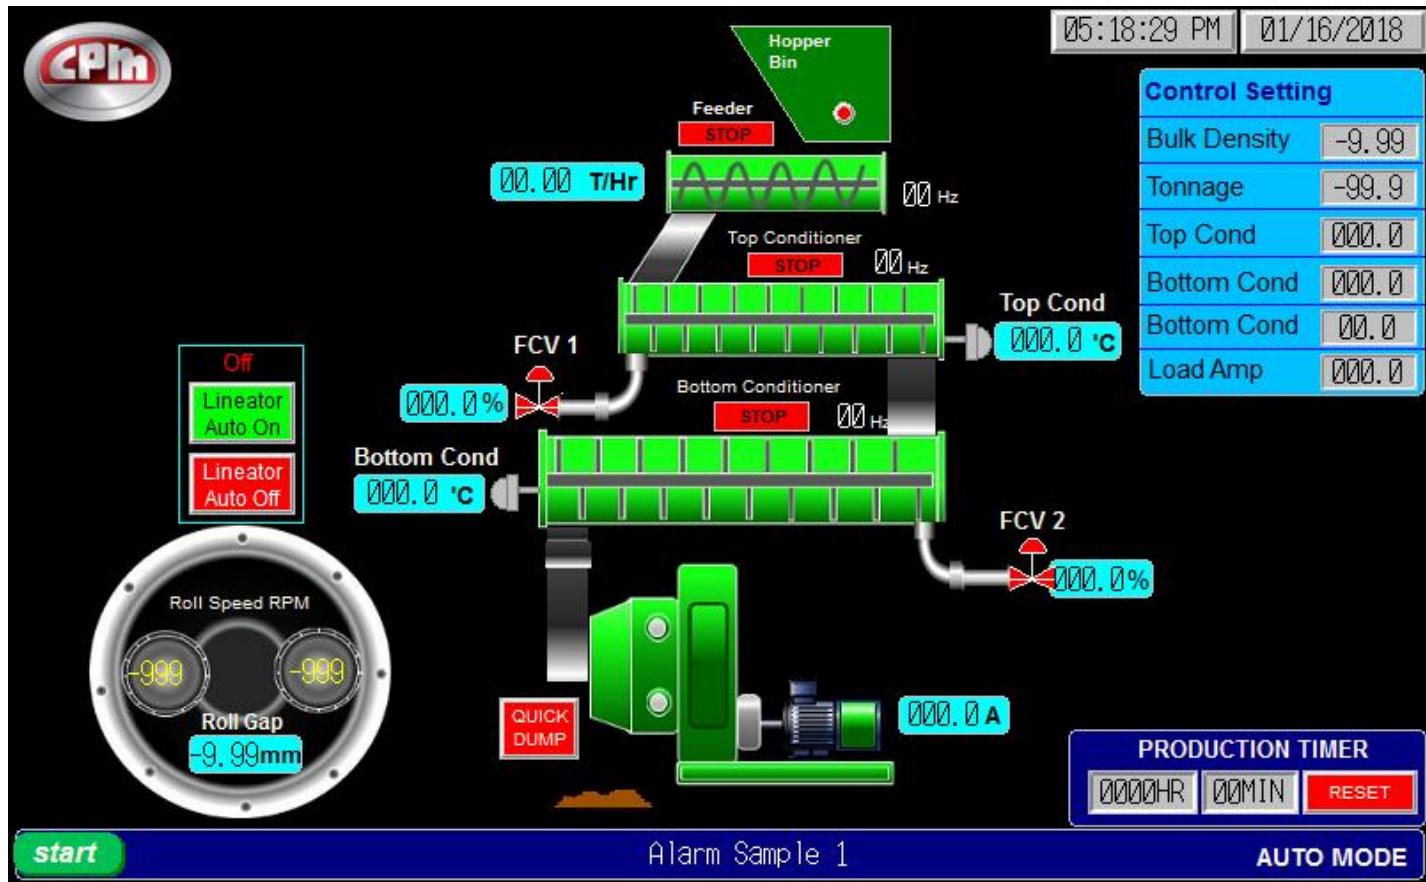 CPM
05:18:29 PM
01/16/2018
Hopper
Bin
Feeder
STOP
00.00 T/Hr
00 Hz
Control Setting
Bulk Density -9.99
Tonnage -99.9
Top Cond 000.0
Bottom Cond 000.0
Bottom Cond 00.0
Load Amp 000.0
Top Conditioner
STOP
00 Hz
Top Cond
000.0 'C
FCV 1
000.0%
Bottom Conditioner
STOP
00 Hz
Bottom Cond
000.0 'C
FCV 2
000.0%
Off
Lineator
Auto On
Lineator
Auto Off
Roll Speed RPM
-999 -999
Roll Gap
-9.99mm
QUICK
DUMP
000.0 A
PRODUCTION TIMER
0000HR 00MIN RESET
start
Alarm Sample 1
AUTO MODE